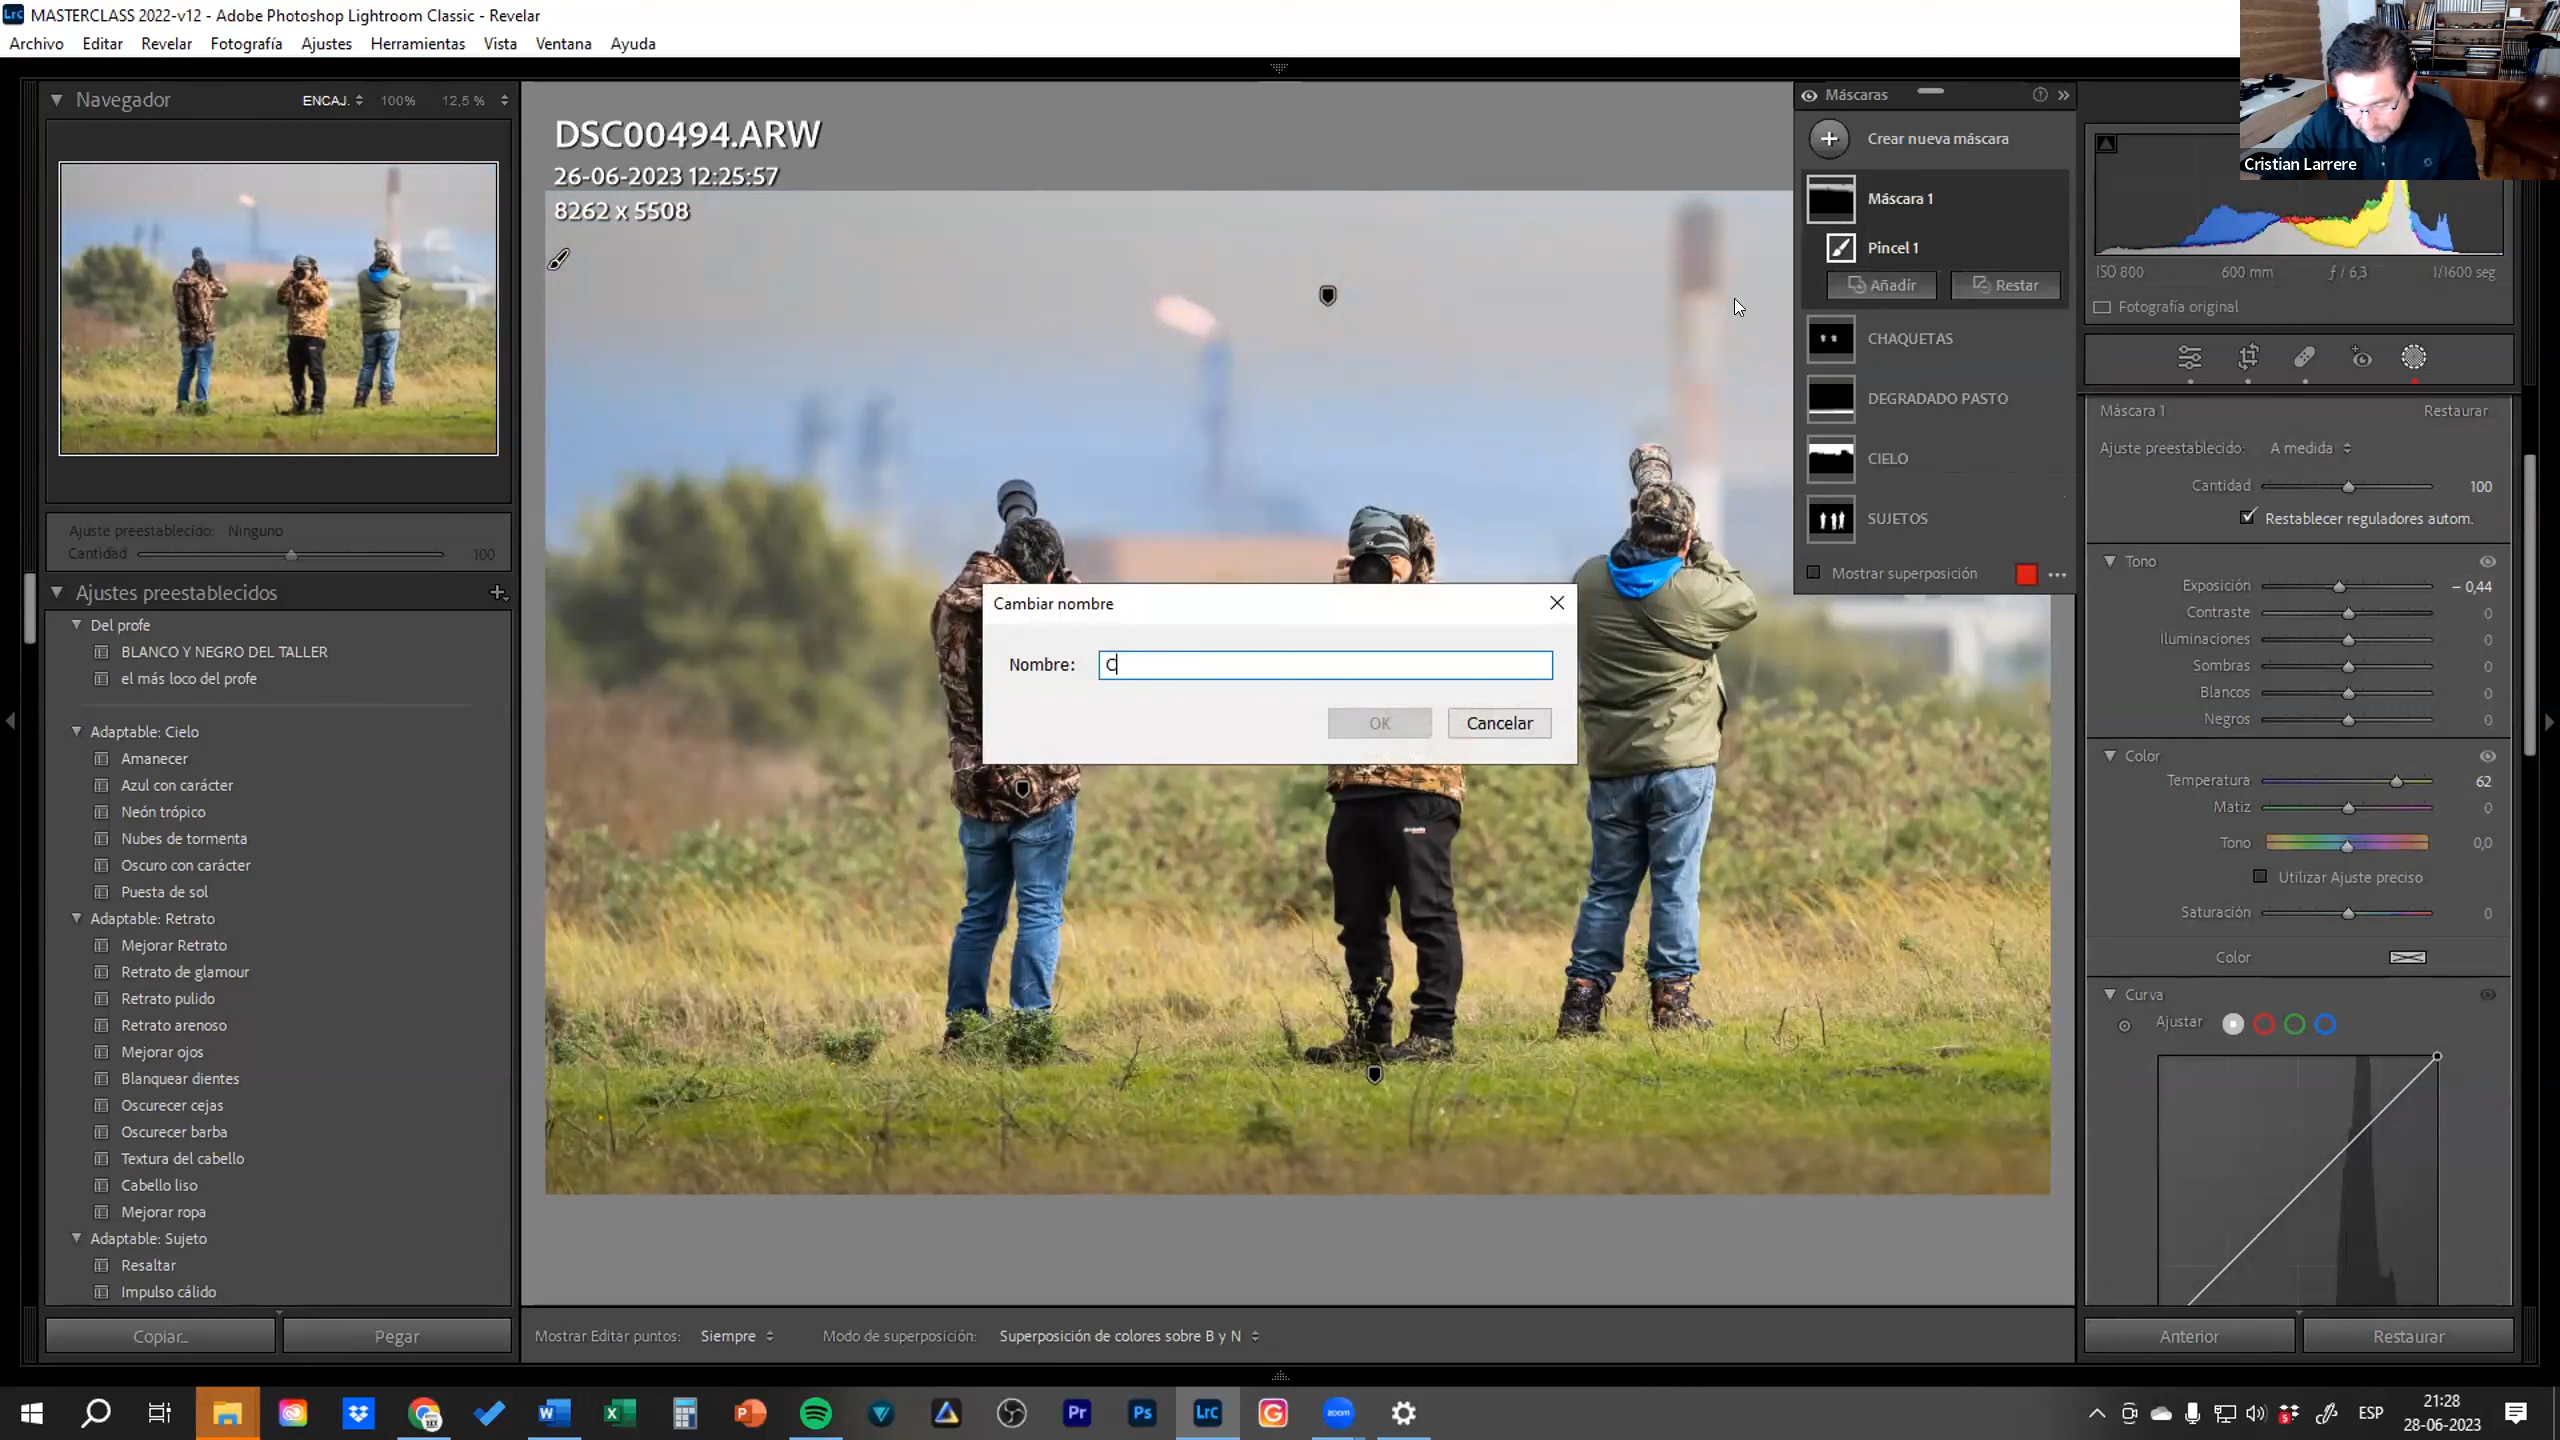 MASTERCLASS 2022-v12 - Adobe Photoshop Lightroom Classic - Revelar
Archivo Editar Revelar Fotografía Ajustes Herramientas Vista Ventana Ayuda
Cristian Larrere
Navegador ENCAJ. 100% 12,5 %
Ajuste preestablecido: Ninguno
Cantidad 100
Ajustes preestablecidos
Del profe
BLANCO Y NEGRO DEL TALLER
el más loco del profe
Adaptable: Cielo
Amanecer
Azul con carácter
Neón trópico
Nubes de tormenta
Oscuro con carácter
Puesta de sol
Adaptable: Retrato
Mejorar Retrato
Retrato de glamour
Retrato pulido
Retrato arenoso
Mejorar ojos
Blanquear dientes
Oscurecer cejas
Oscurecer barba
Textura del cabello
Cabello liso
Mejorar ropa
Adaptable: Sujeto
Resaltar
Impulso cálido
Copiar... Pegar
DSC00494.ARW
26-06-2023 12:25:57
8262 x 5508
Cambiar nombre
Nombre: C
OK Cancelar
Mostrar Editar puntos: Siempre Modo de superposición: Superposición de colores sobre B y N
Máscaras
Crear nueva máscara
Máscara 1
Pincel 1
Añadir Restar
CHAQUETAS
DEGRADADO PASTO
CIELO
SUJETOS
Mostrar superposición
ISO 800 600 mm ƒ / 6,3 1/1600 seg
Fotografía original
Máscara 1 Restaurar
Ajuste preestablecido: A medida
Cantidad 100
Restablecer reguladores autom.
Tono
Exposición – 0,44
Contraste 0
Iluminaciones 0
Sombras 0
Blancos 0
Negros 0
Color
Temperatura 62
Matiz 0
Tono 0,0
Utilizar Ajuste preciso
Saturación 0
Color
Curva
Ajustar
Anterior Restaurar
Pr Ps LrC zoom
ESP
21:28
28-06-2023